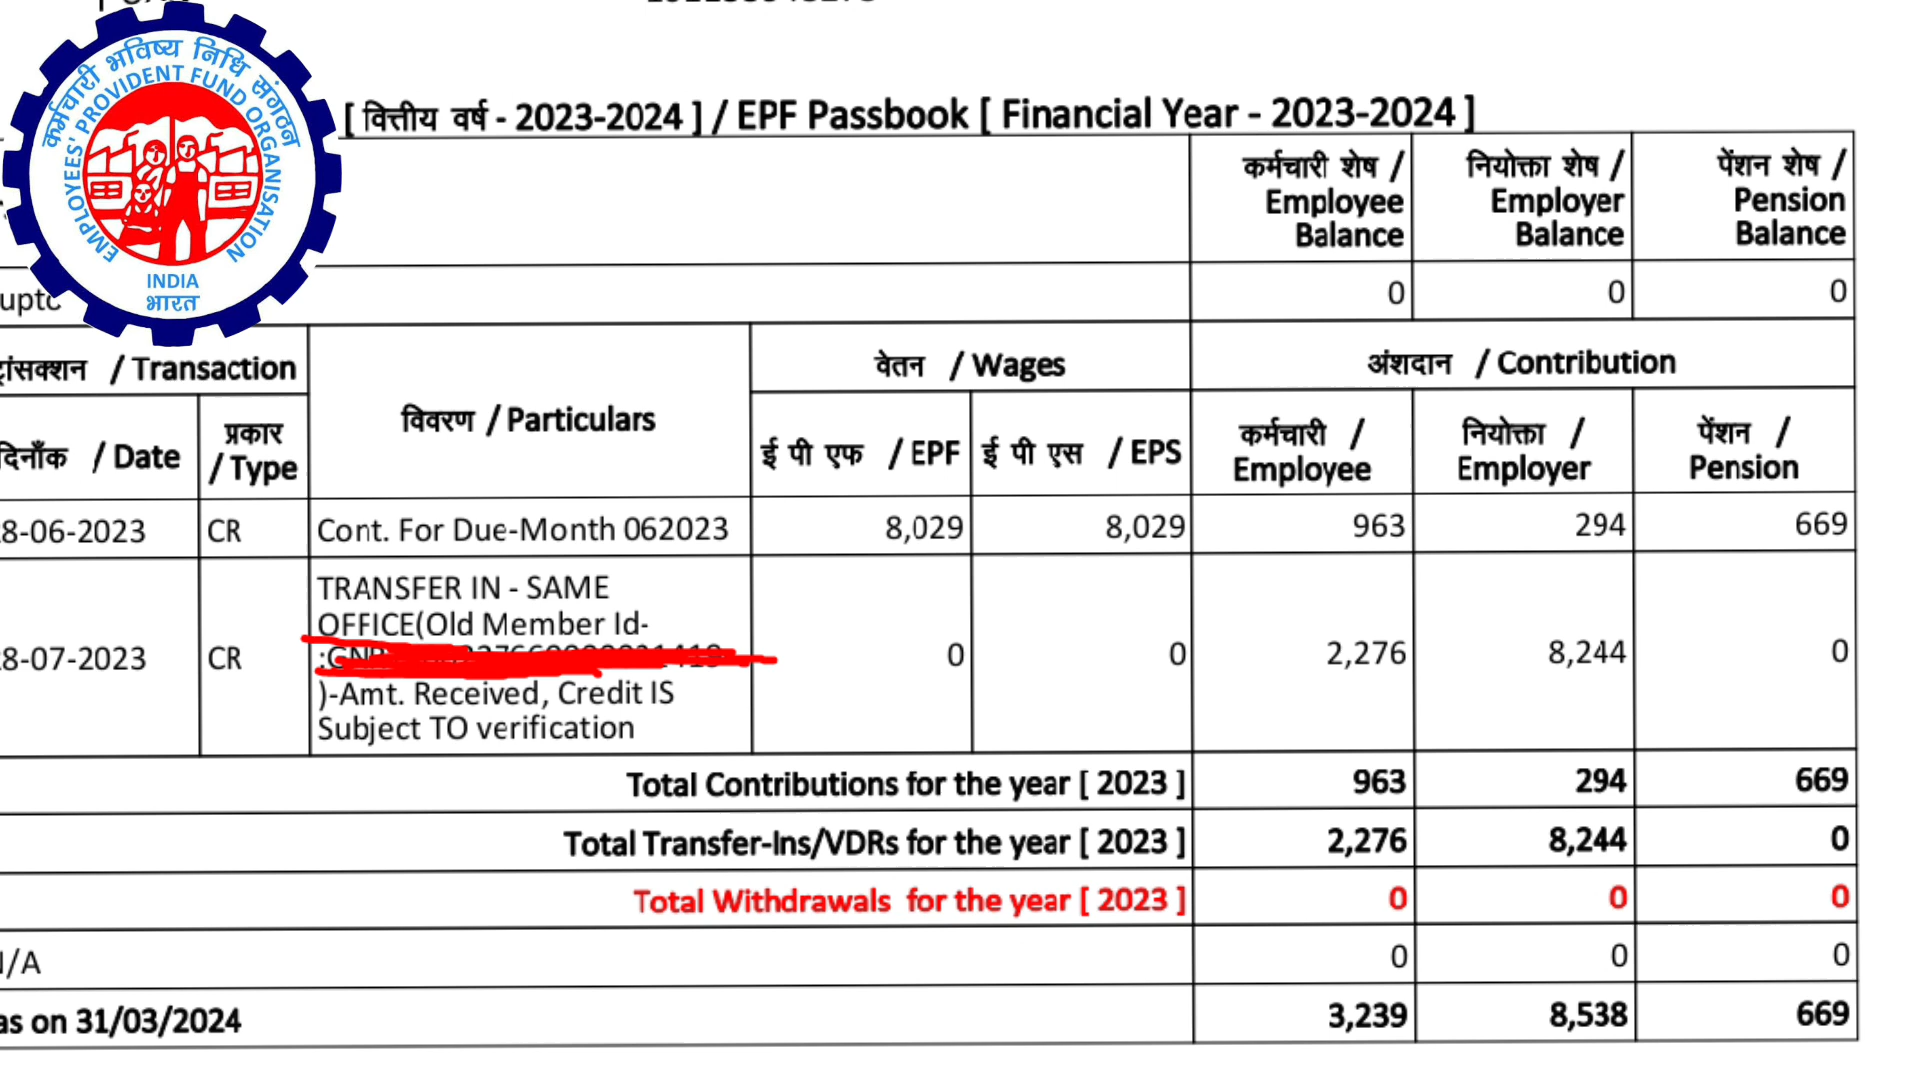 कर्मचारी भविष्य निधि संगठन
EMPLOYEES' PROVIDENT FUND ORGANISATION
INDIA
भारत
[ वित्तीय वर्ष - 2023-2024 ] / EPF Passbook [ Financial Year - 2023-2024 ]
कर्मचारी शेष / Employee Balance
नियोक्ता शेष / Employer Balance
पेंशन शेष / Pension Balance
0 0 0
/ Transaction
विवरण / Particulars
वेतन / Wages
अंशदान / Contribution
दिनाँक / Date
प्रकार / Type
ई पी एफ / EPF
ई पी एस / EPS
कर्मचारी / Employee
नियोक्ता / Employer
पेंशन / Pension
8-06-2023 CR Cont. For Due-Month 062023 8,029 8,029 963 294 669
TRANSFER IN - SAME
OFFICE(Old Member Id-
8-07-2023 CR 0 0 2,276 8,244 0
)-Amt. Received, Credit IS
Subject TO verification
Total Contributions for the year [ 2023 ] 963 294 669
Total Transfer-Ins/VDRs for the year [ 2023 ] 2,276 8,244 0
Total Withdrawals for the year [ 2023 ] 0 0 0
/A 0 0 0
as on 31/03/2024 3,239 8,538 669